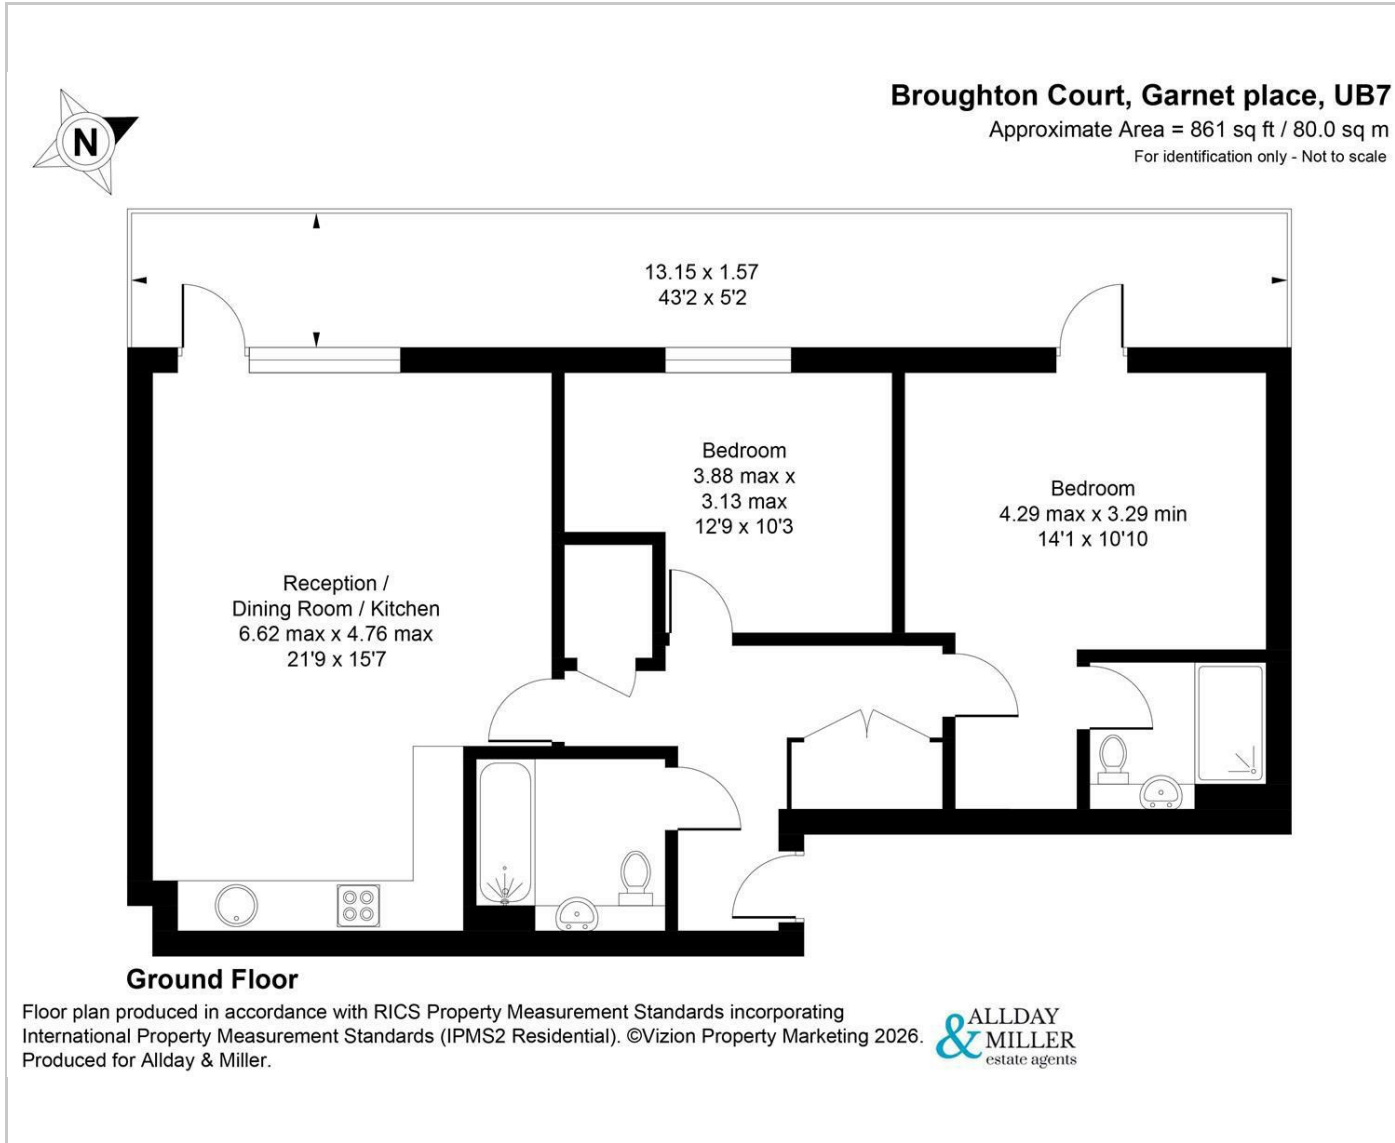 Broughton Court, Garnet place, UB7
Approximate Area = 861 sq ft / 80.0 sq m
For identification only - Not to scale
N
13.15 x 1.57
43'2 x 5'2
Bedroom
3.88 max x
3.13 max
12'9 x 10'3
Bedroom
4.29 max x 3.29 min
14'1 x 10'10
Reception /
Dining Room / Kitchen
6.62 max x 4.76 max
21'9 x 15'7
Ground Floor
Floor plan produced in accordance with RICS Property Measurement Standards incorporating
International Property Measurement Standards (IPMS2 Residential). ©Vizion Property Marketing 2026.
Produced for Allday & Miller.
ALLDAY
& MILLER
estate agents